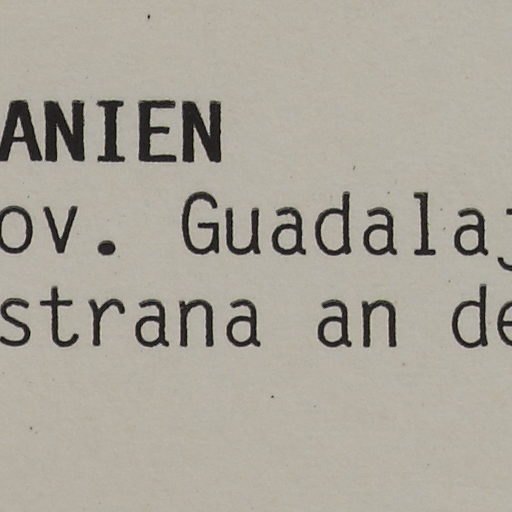 ANIEN
ov. Guadalaj
strana an de